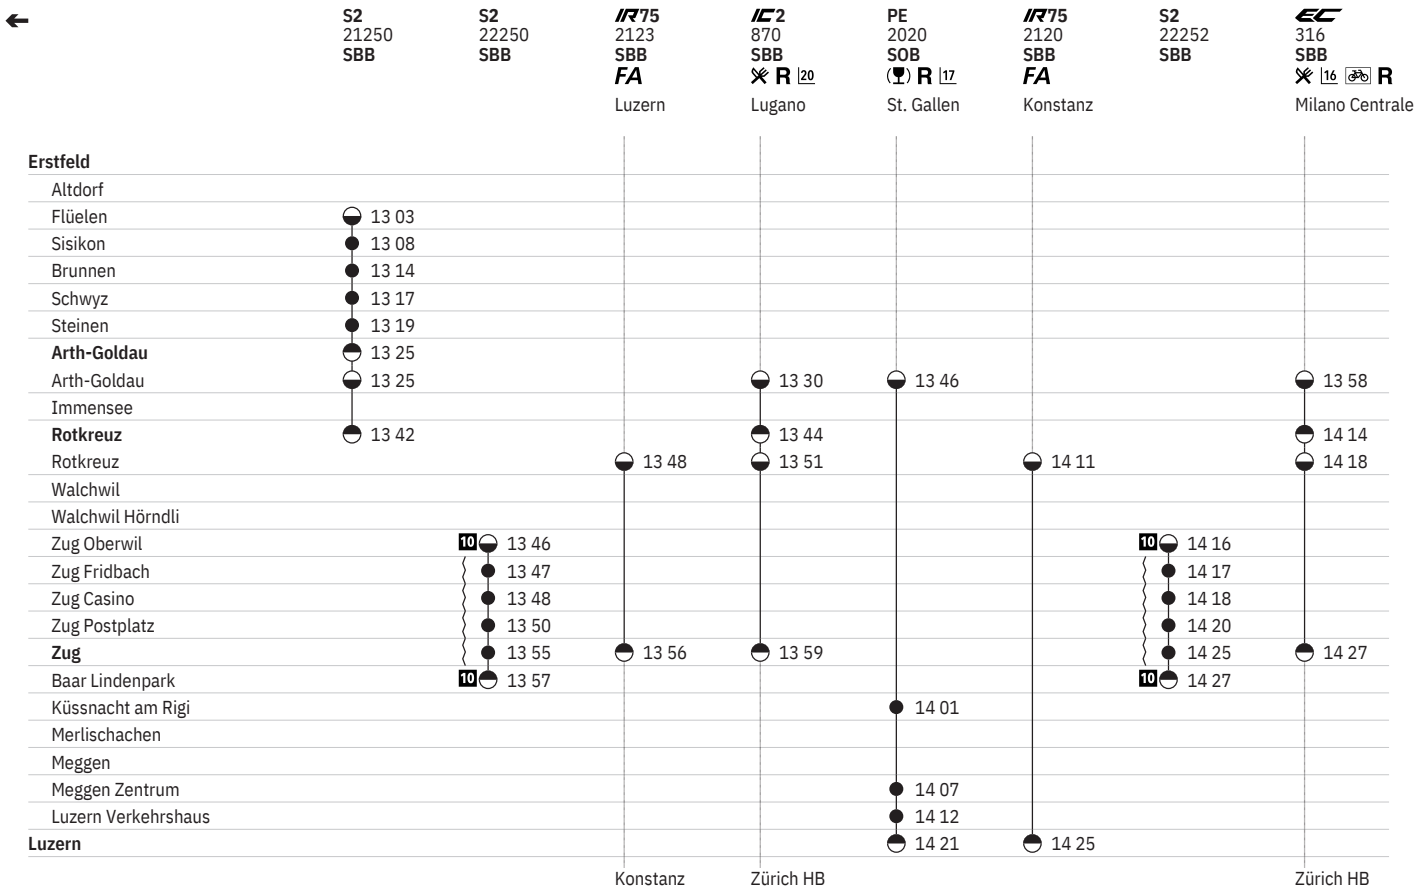 S2 S2 IR75 IC2 PE IR75 S2 EC
21250 22250 2123 870 2020 2120 22252 316
SBB SBB SBB SBB SOB SBB SBB SBB
FA R 20 R 17 FA 16 R
Luzern Lugano St. Gallen Konstanz Milano Centrale
Erstfeld
Altdorf
Flüelen 13 03
Sisikon 13 08
Brunnen 13 14
Schwyz 13 17
Steinen 13 19
Arth-Goldau 13 25
Arth-Goldau 13 25 13 30 13 46 13 58
Immensee
Rotkreuz 13 42 13 44 14 14
Rotkreuz 13 48 13 51 14 11 14 18
Walchwil
Walchwil Hörndli
Zug Oberwil 10 13 46 10 14 16
Zug Fridbach 13 47 14 17
Zug Casino 13 48 14 18
Zug Postplatz 13 50 14 20
Zug 13 55 13 56 13 59 14 25 14 27
Baar Lindenpark 10 13 57 10 14 27
Küssnacht am Rigi 14 01
Merlischachen
Meggen
Meggen Zentrum 14 07
Luzern Verkehrshaus 14 12
Luzern 14 21 14 25
Konstanz Zürich HB Zürich HB